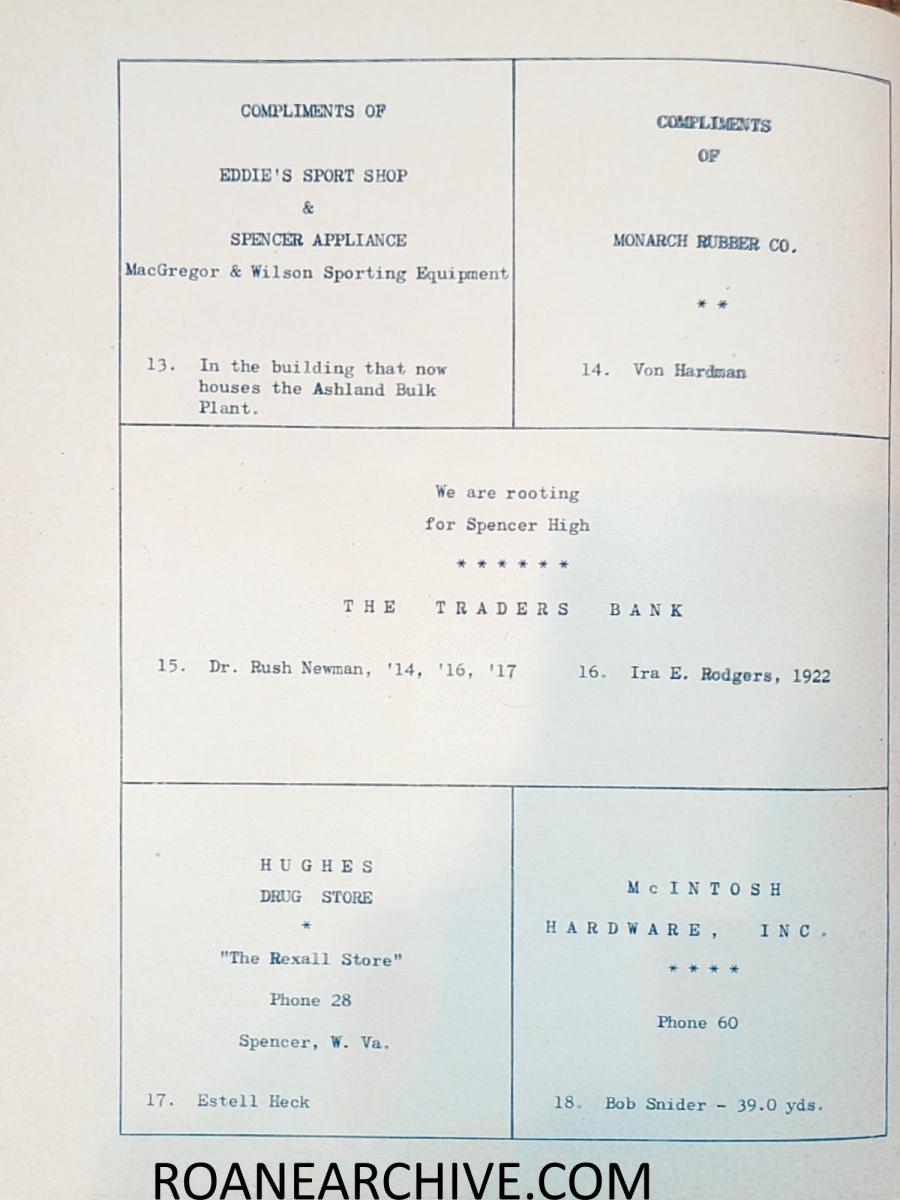 COMPLIMENTS OF
EDDIE'S SPORT SHOP
&
SPENCER APPLIANCE
MacGregor & Wilson Sporting Equipment
13. In the building that now
houses the Ashland Bulk
Plant.
COMPLIMENTS
OF
MONARCH RUBBER CO.
* *
14. Von Hardman
We are rooting
for Spencer High
* * * * * *
THE TRADERS BANK
15. Dr. Rush Newman, '14, '16, '17
16. Ira E. Rodgers, 1922
HUGHES
DRUG STORE
*
"The Rexall Store"
Phone 28
Spencer, W. Va.
17. Estell Heck
McINTOSH
HARDWARE, INC.
* * * *
Phone 60
18. Bob Snider - 39.0 yds.
ROANEARCHIVE.COM